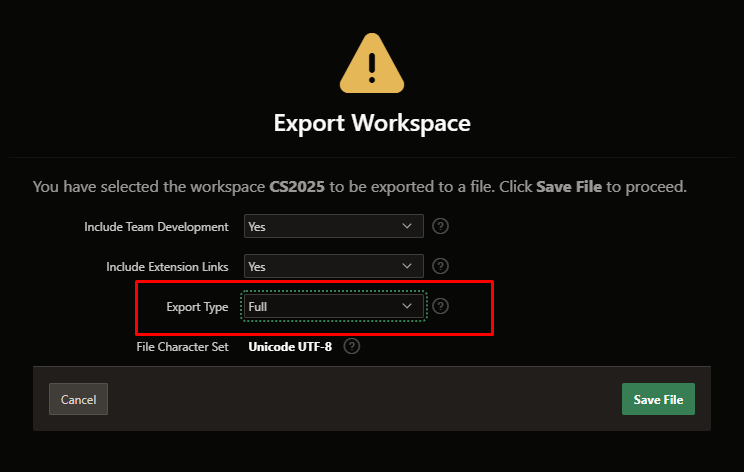 Export Workspace
You have selected the workspace CS2025 to be exported to a file. Click Save File to proceed.
Include Team Development Yes ?
Include Extension Links Yes ?
Export Type Full ?
File Character Set Unicode UTF-8 ?
Cancel Save File